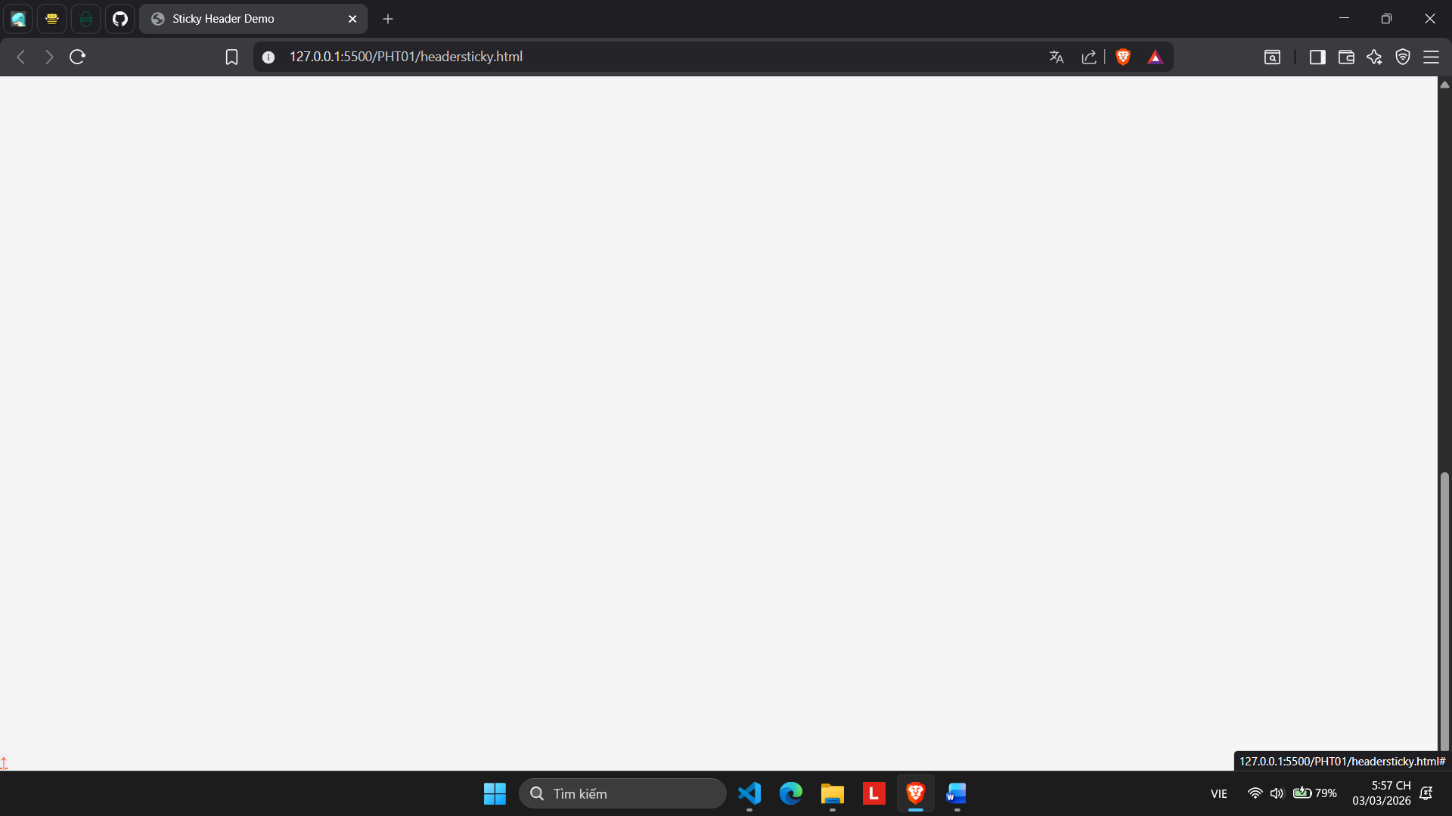 Sticky Header Demo
127.0.0.1:5500/PHT01/headersticky.html
↑
127.0.0.1:5500/PHT01/headersticky.html#
Tìm kiếm
L
W
VIE
79%
5:57 CH
03/03/2026